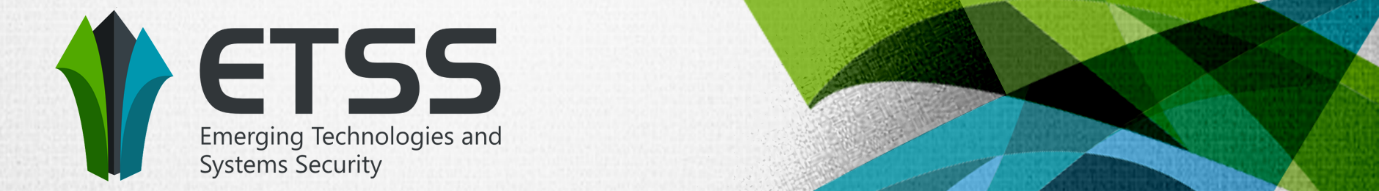 ETSS
Emerging Technologies and
Systems Security